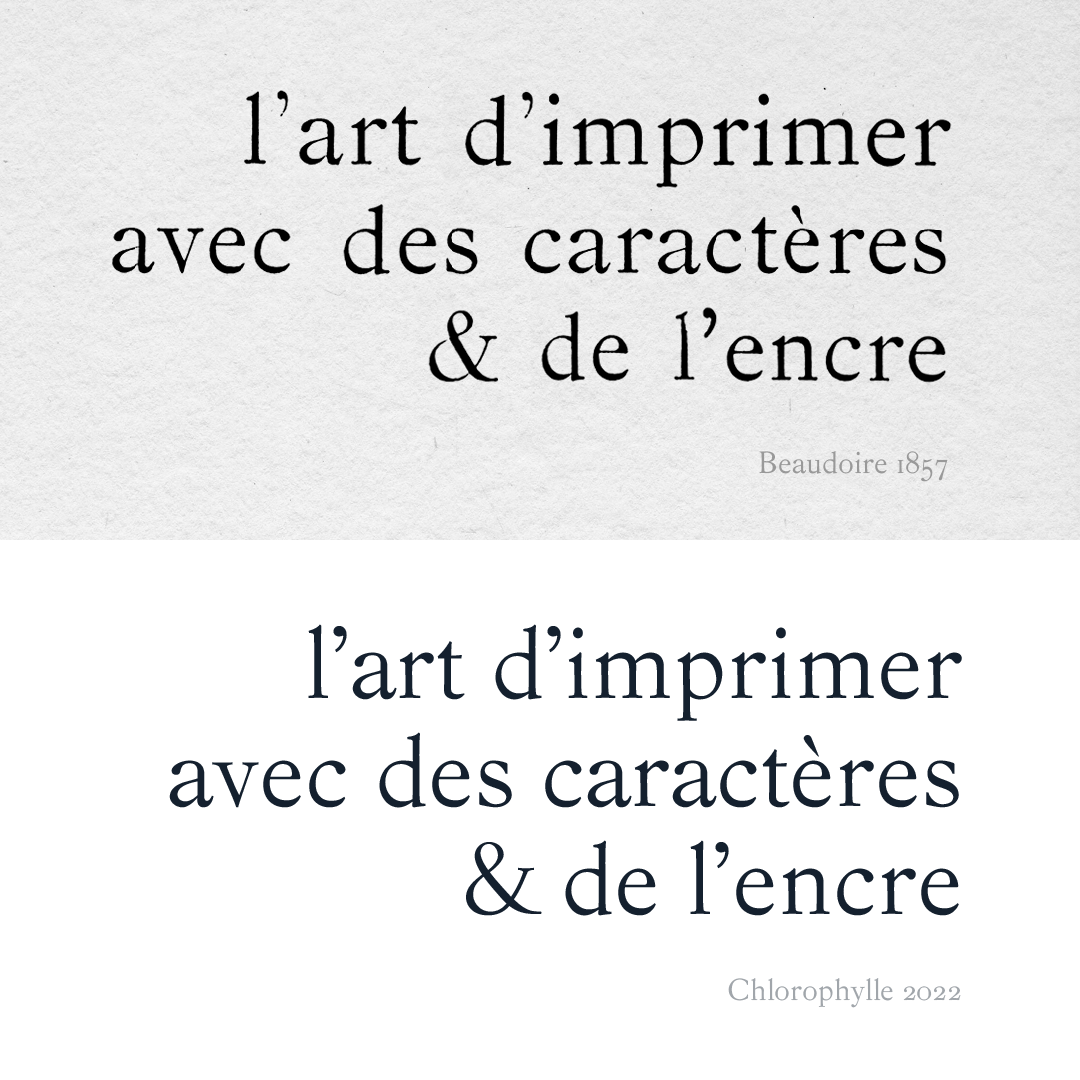 l’art d’imprimer
avec des caractères
& de l’encre
Beaudoire 1857
l’art d’imprimer
avec des caractères
& de l’encre
Chlorophylle 2022